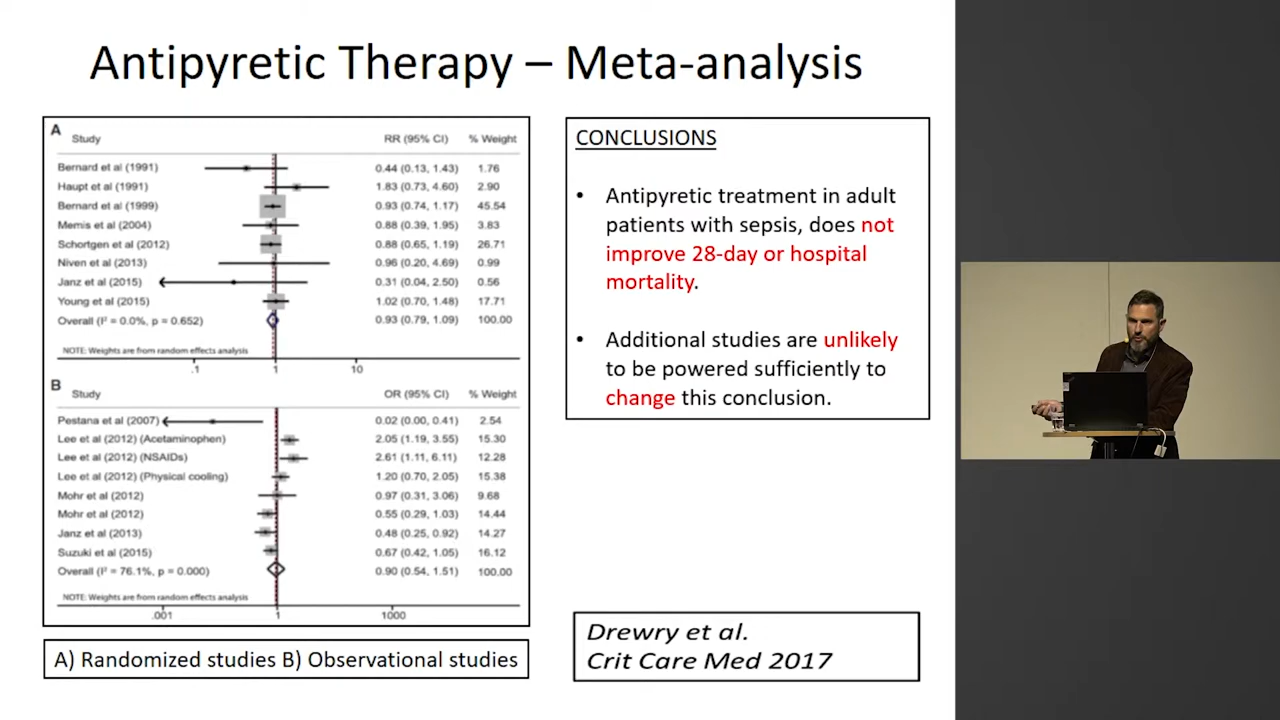 Antipyretic Therapy – Meta-analysis
A
Study RR (95% CI) % Weight
Bernard et al (1991) 0.44 (0.13, 1.43) 1.76
Haupt et al (1991) 1.83 (0.73, 4.60) 2.90
Bernard et al (1999) 0.93 (0.74, 1.17) 45.54
Memis et al (2004) 0.88 (0.39, 1.95) 3.83
Schortgen et al (2012) 0.88 (0.65, 1.19) 26.71
Niven et al (2013) 0.96 (0.20, 4.69) 0.99
Janz et al (2015) 0.31 (0.04, 2.50) 0.56
Young et al (2015) 1.02 (0.70, 1.48) 17.71
Overall (I² = 0.0%, p = 0.652) 0.93 (0.79, 1.09) 100.00
NOTE: Weights are from random effects analysis
.1 1 10
B
Study OR (95% CI) % Weight
Pestana et al (2007) 0.02 (0.00, 0.41) 2.54
Lee et al (2012) (Acetaminophen) 2.05 (1.19, 3.55) 15.30
Lee et al (2012) (NSAIDs) 2.61 (1.11, 6.11) 12.28
Lee et al (2012) (Physical cooling) 1.20 (0.70, 2.05) 15.38
Mohr et al (2012) 0.97 (0.31, 3.06) 9.68
Mohr et al (2012) 0.55 (0.29, 1.03) 14.44
Janz et al (2013) 0.48 (0.25, 0.92) 14.27
Suzuki et al (2015) 0.67 (0.42, 1.05) 16.12
Overall (I² = 76.1%, p = 0.000) 0.90 (0.54, 1.51) 100.00
NOTE: Weights are from random effects analysis
.001 1 1000
A) Randomized studies B) Observational studies
CONCLUSIONS
• Antipyretic treatment in adult
patients with sepsis, does not
improve 28-day or hospital
mortality.
• Additional studies are unlikely
to be powered sufficiently to
change this conclusion.
Drewry et al.
Crit Care Med 2017